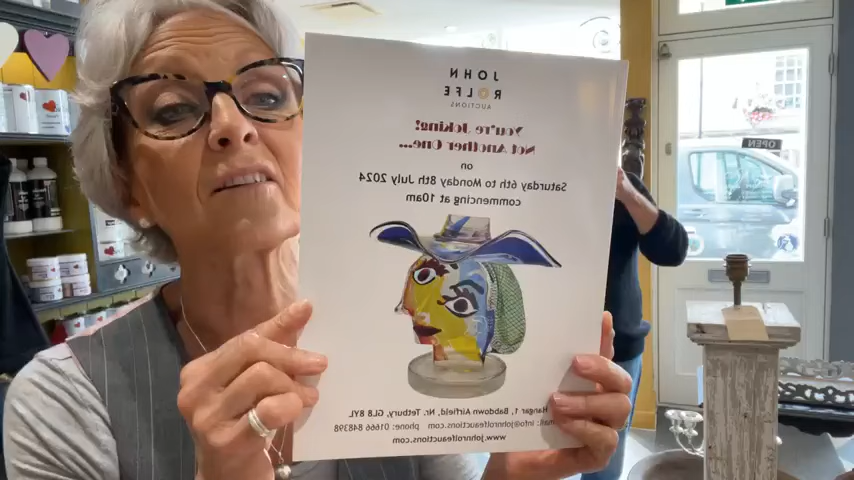 JOHN
ROLFE
AUCTIONS
You're Joking!
Not Another One...
on
Saturday 6th to Monday 8th July 2024
commencing at 10am
Hangar 1, Babdown Airfield, Nr. Tetbury, GL8 8YL
email: info@johnrolfeauctions.com phone: 01666 848398
www.johnrolfeauctions.com
OPEN